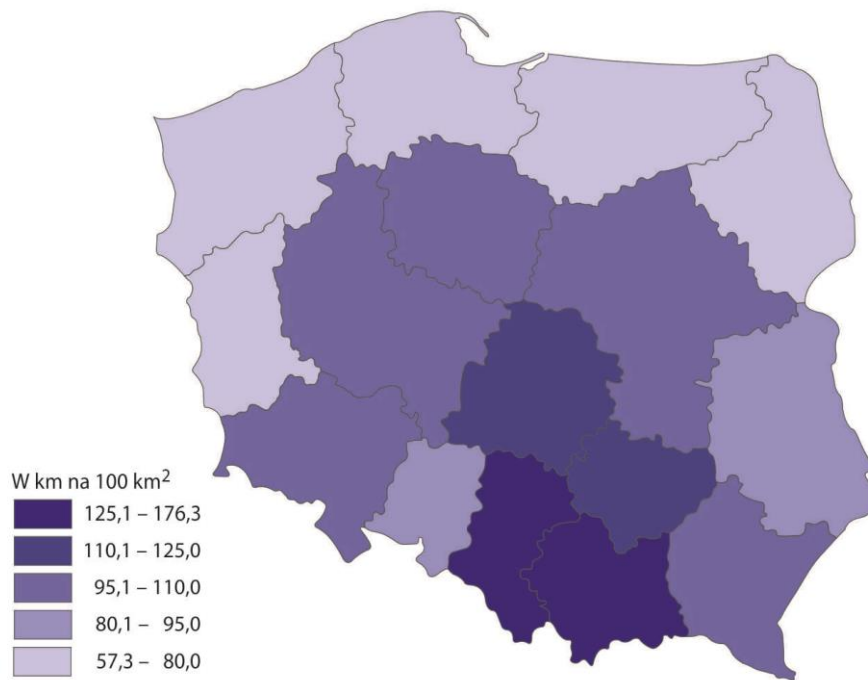 W km na 100 km²
125,1 – 176,3
110,1 – 125,0
95,1 – 110,0
80,1 – 95,0
57,3 – 80,0